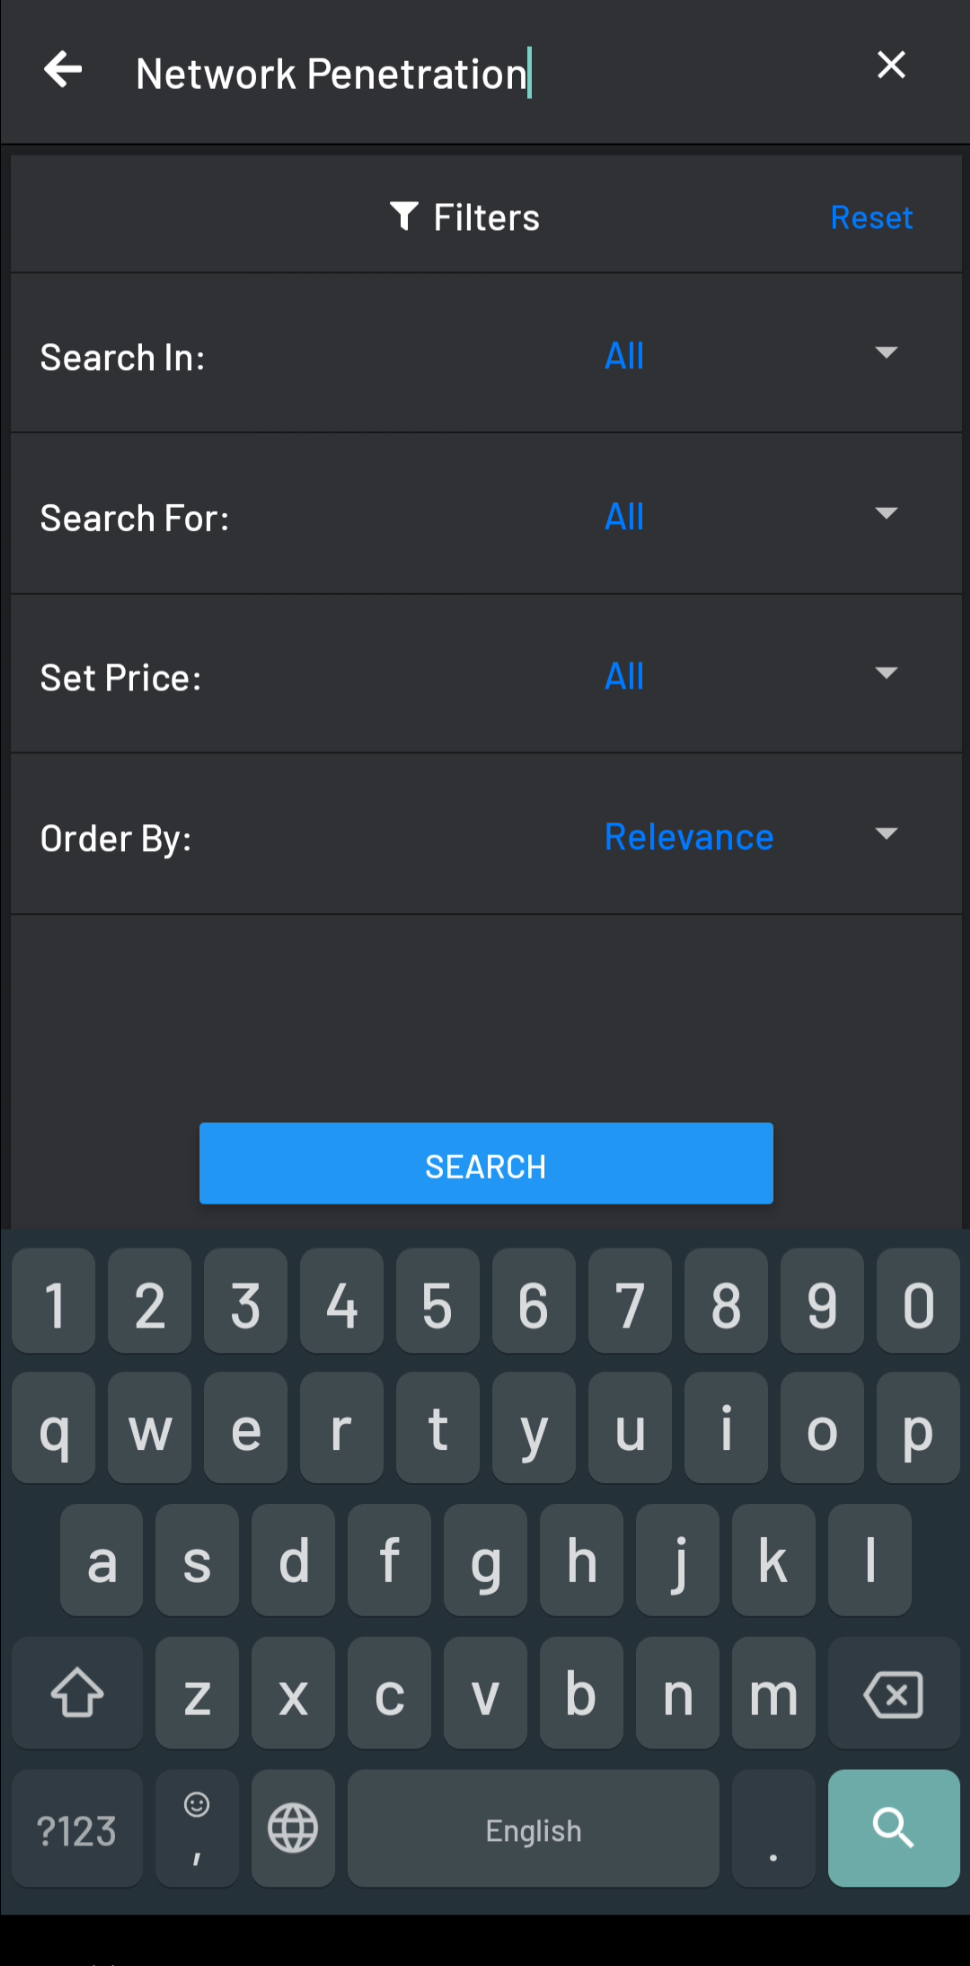 Network Penetration
Filters
Reset
Search In:
All
Search For:
All
Set Price:
All
Order By:
Relevance
SEARCH
1 2 3 4 5 6 7 8 9 0
q w e r t y u i o p
a s d f g h j k l
z x c v b n m
?123 , English .